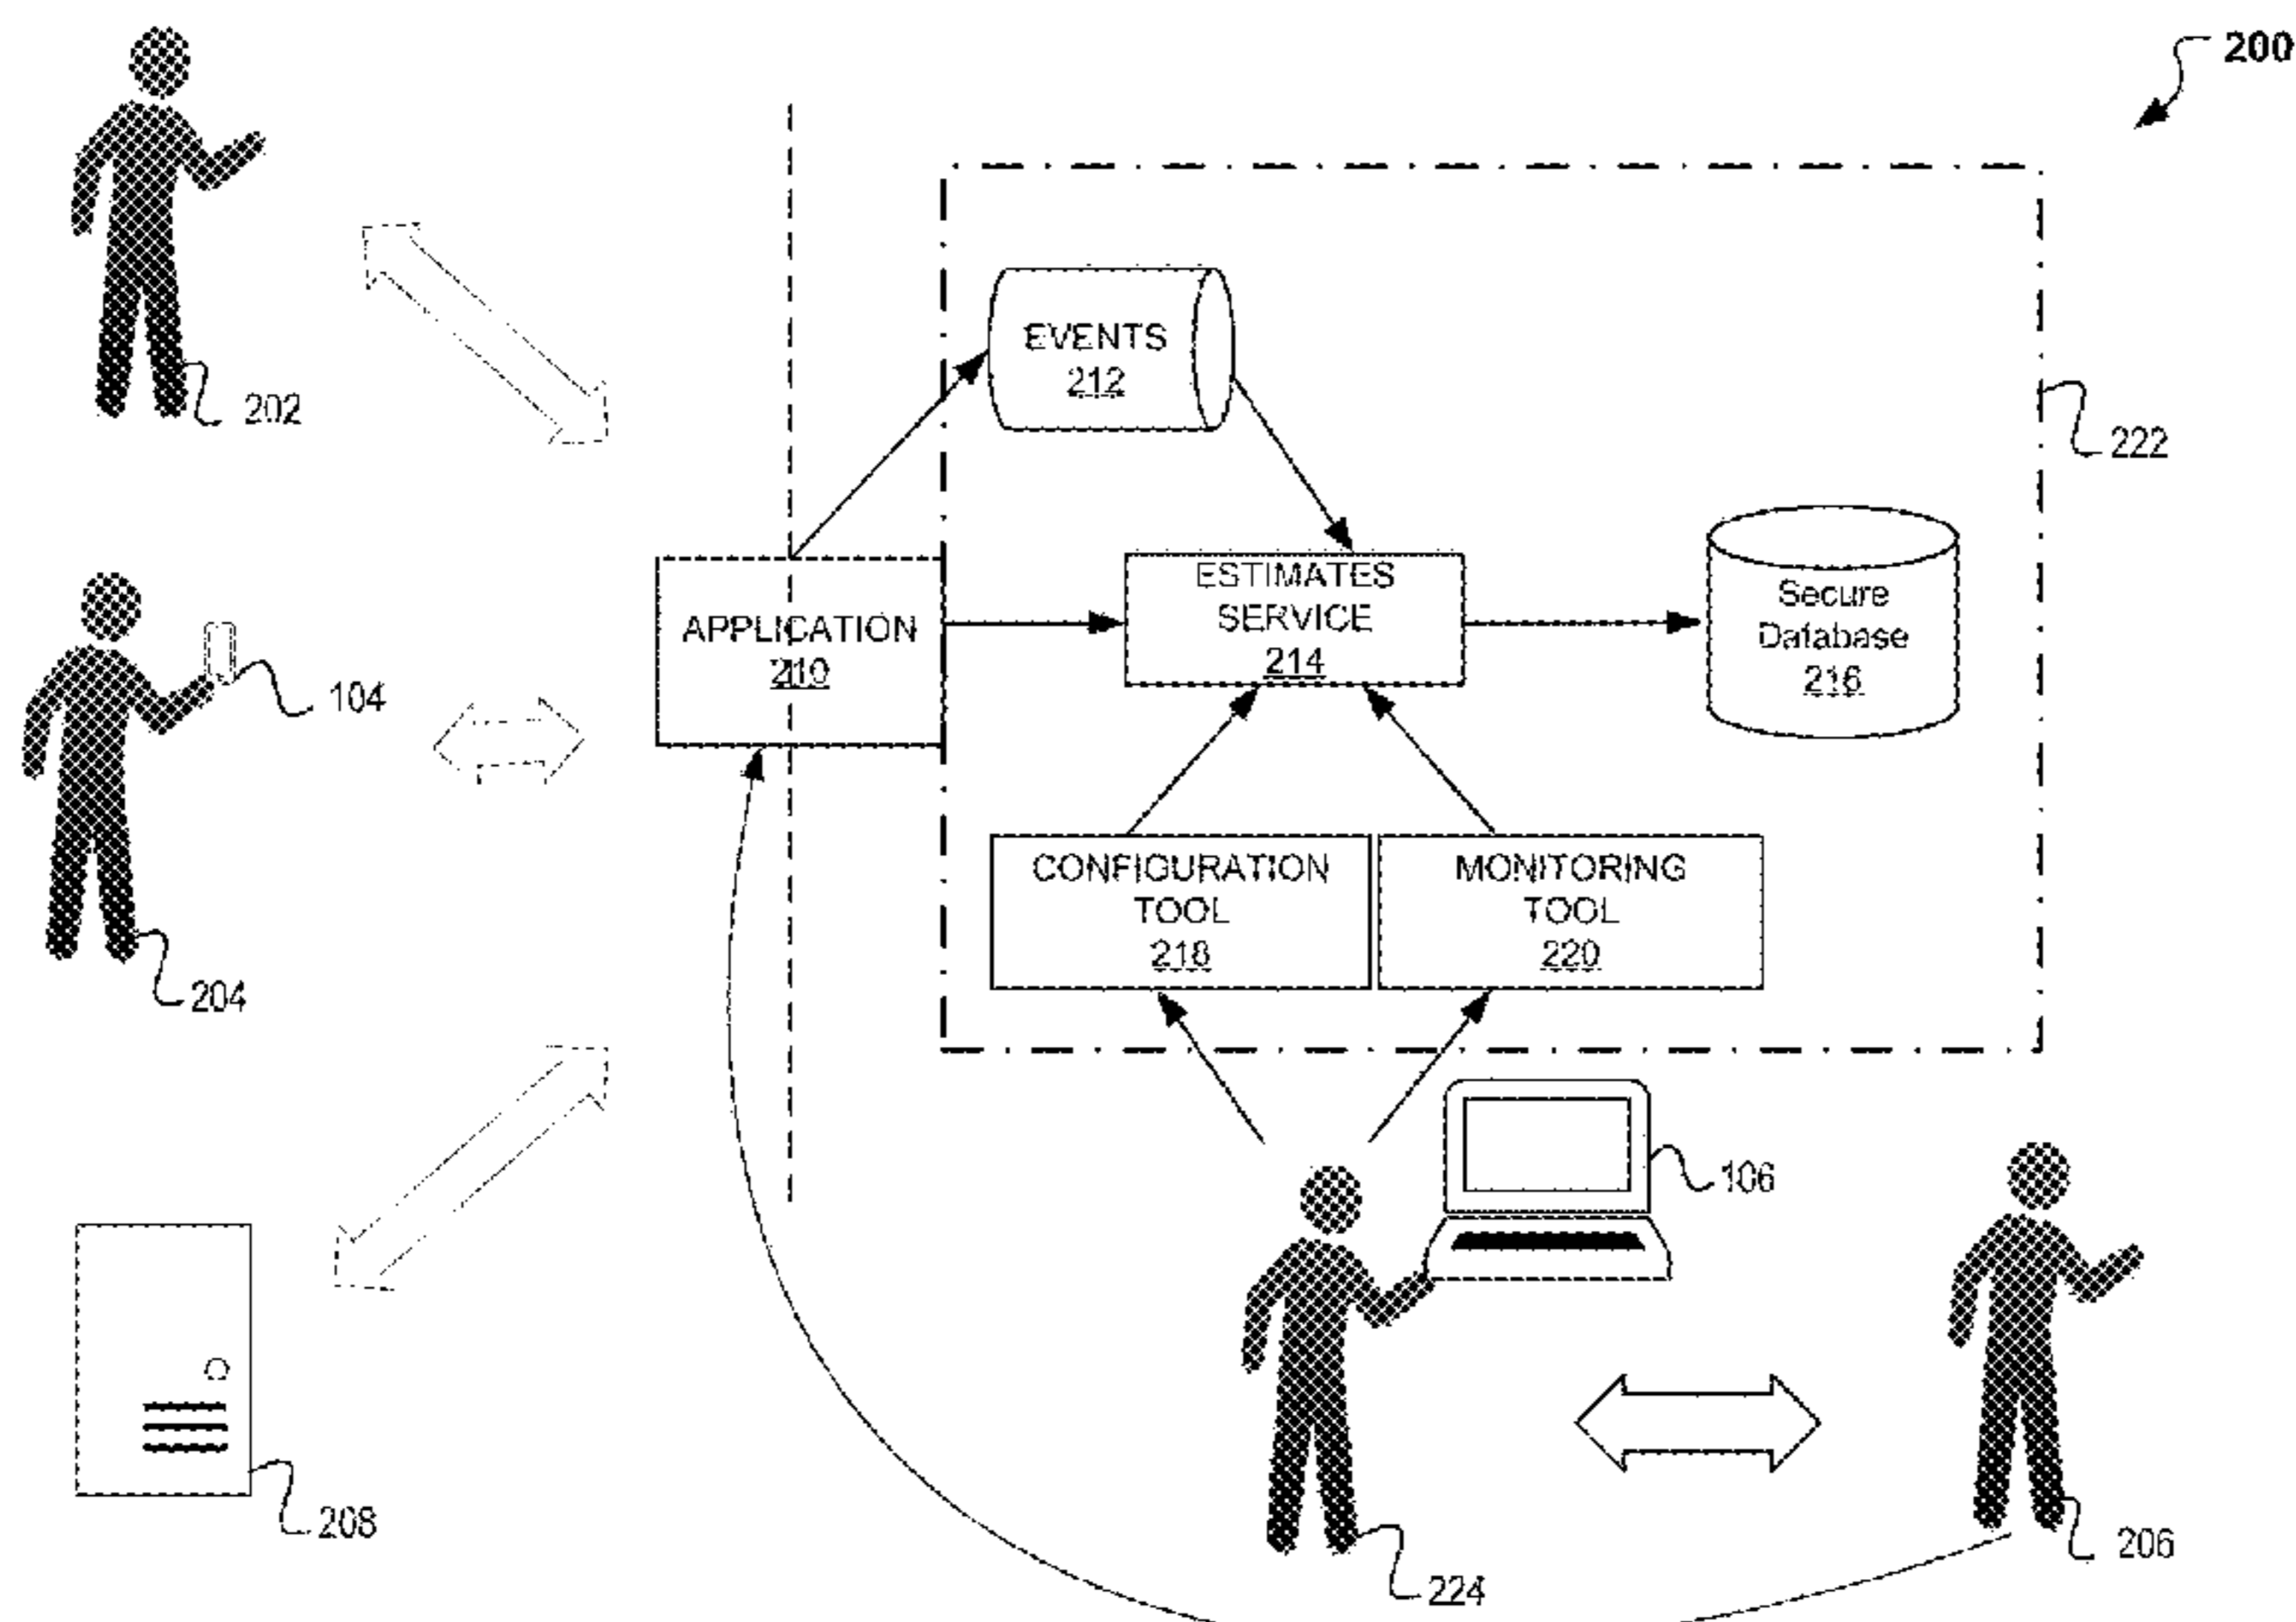 200
EVENTS
212
202
222
ESTIMATES
SERVICE
214
Secure
Database
216
APPLICATION
210
104
CONFIGURATION
TOOL
218
MONITORING
TOOL
220
204
106
208
206
224